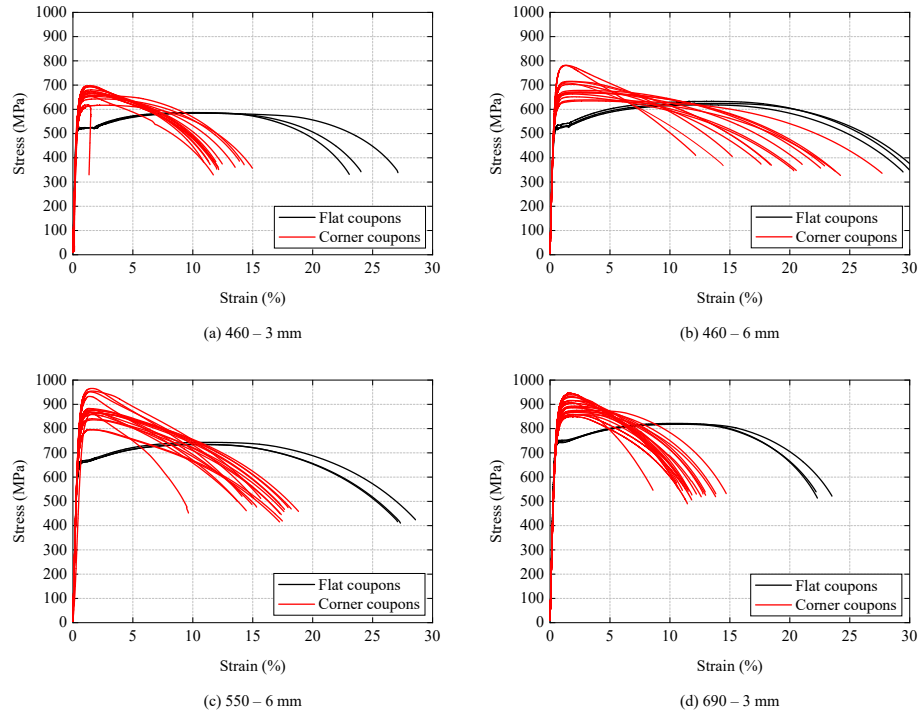 1000
900
800
700
600
500
400
300
200
100
0
Stress (MPa)
Flat coupons
Corner coupons
0 5 10 15 20 25 30
Strain (%)
(a) 460 – 3 mm
1000
900
800
700
600
500
400
300
200
100
0
Stress (MPa)
Flat coupons
Corner coupons
0 5 10 15 20 25 30
Strain (%)
(b) 460 – 6 mm
1000
900
800
700
600
500
400
300
200
100
0
Stress (MPa)
Flat coupons
Corner coupons
0 5 10 15 20 25 30
Strain (%)
(c) 550 – 6 mm
1000
900
800
700
600
500
400
300
200
100
0
Stress (MPa)
Flat coupons
Corner coupons
0 5 10 15 20 25 30
Strain (%)
(d) 690 – 3 mm